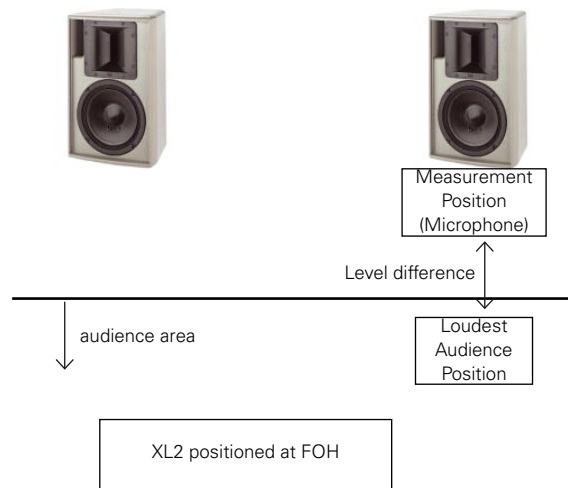 Measurement
Position
(Microphone)
Level difference
audience area
Loudest
Audience
Position
XL2 positioned at FOH